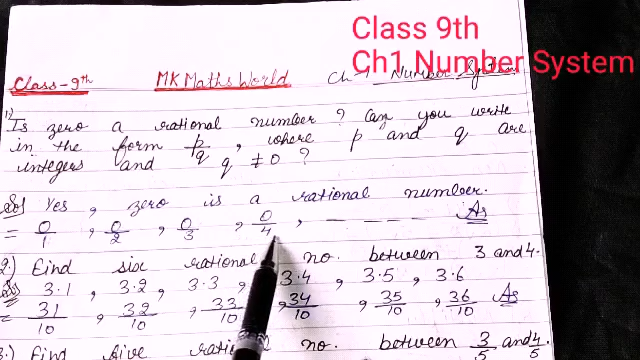 Class 9th
Ch1 Number System
Class-9th MK Maths World Ch-1 Number System
1) Is zero a rational number? Can you write
in the form p/q, where p and q are
integers and q ≠ 0?
Sol Yes, zero is a rational number.
= 0/1, 0/2, 0/3, 0/4, - - - - As
2.) Find six rational no. between 3 and 4.
3.1, 3.2, 3.3 3.4, 3.5, 3.6
= 31/10, 32/10, 33/10, 34/10, 35/10, 36/10 As
3.) Find five rational no. between 3/5 and 4/5